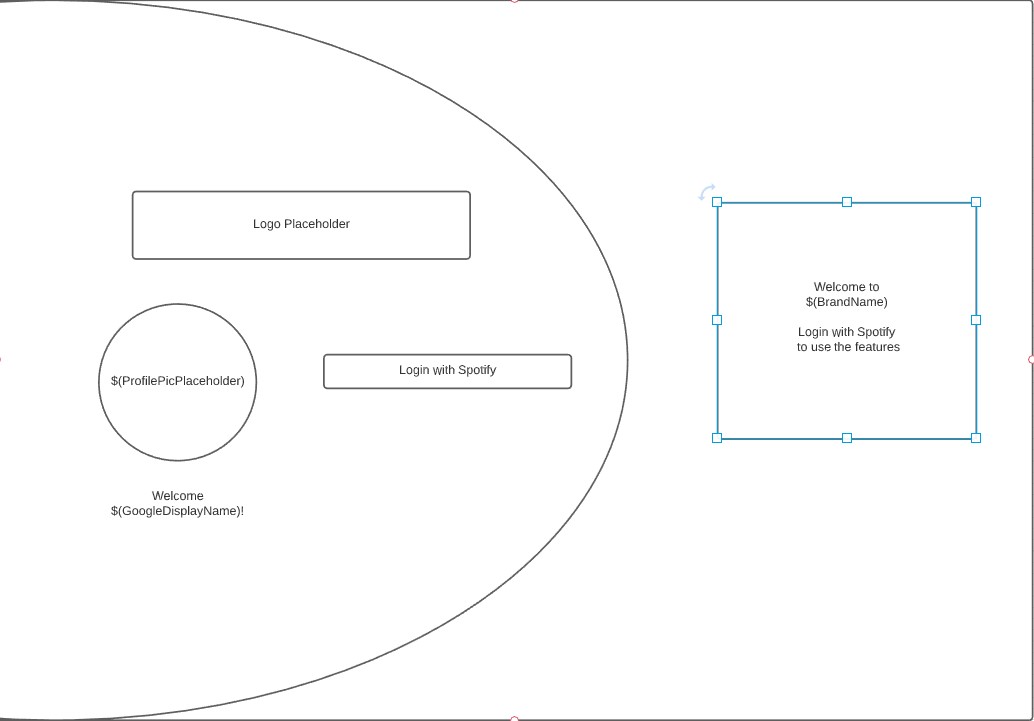 Logo Placeholder
$(ProfilePicPlaceholder)
Login with Spotify
Welcome
$(GoogleDisplayName)!
Welcome to
$(BrandName)
Login with Spotify
to use the features